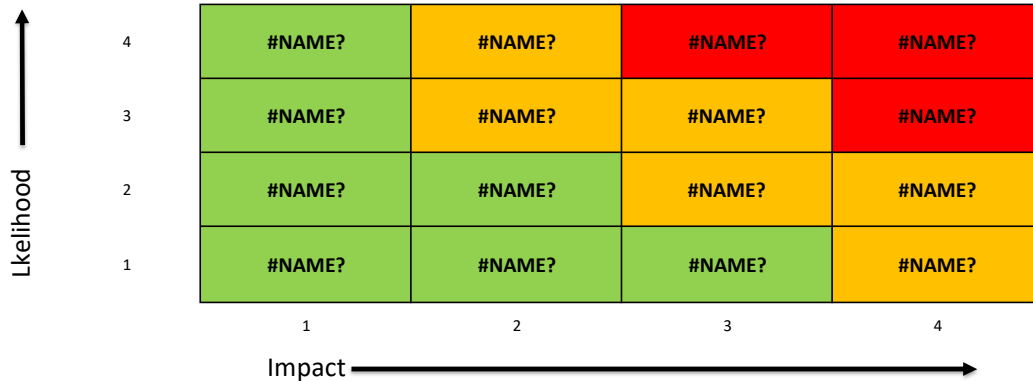 4 #NAME? #NAME? #NAME? #NAME?
3 #NAME? #NAME? #NAME? #NAME?
2 #NAME? #NAME? #NAME? #NAME?
1 #NAME? #NAME? #NAME? #NAME?
Lkelihood
1 2 3 4
Impact